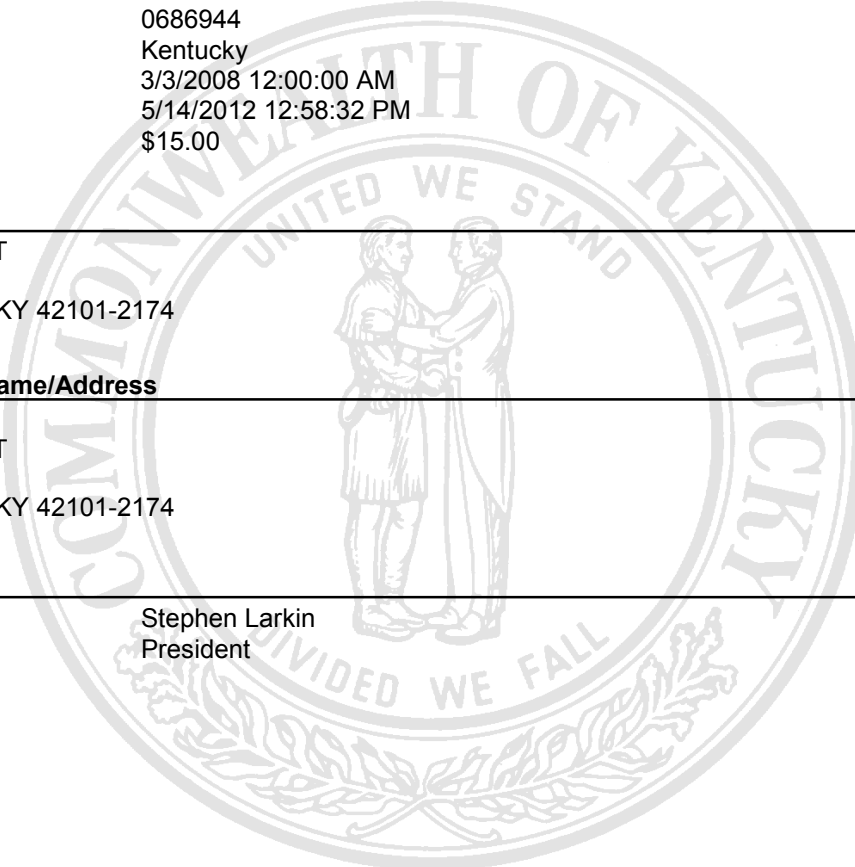 0686944
Kentucky
3/3/2008 12:00:00 AM
5/14/2012 12:58:32 PM
$15.00
COMMONWEALTH OF KENTUCKY
UNITED WE STAND
T
KY 42101-2174
ame/Address
T
KY 42101-2174
Stephen Larkin
President
DIVIDED WE FALL